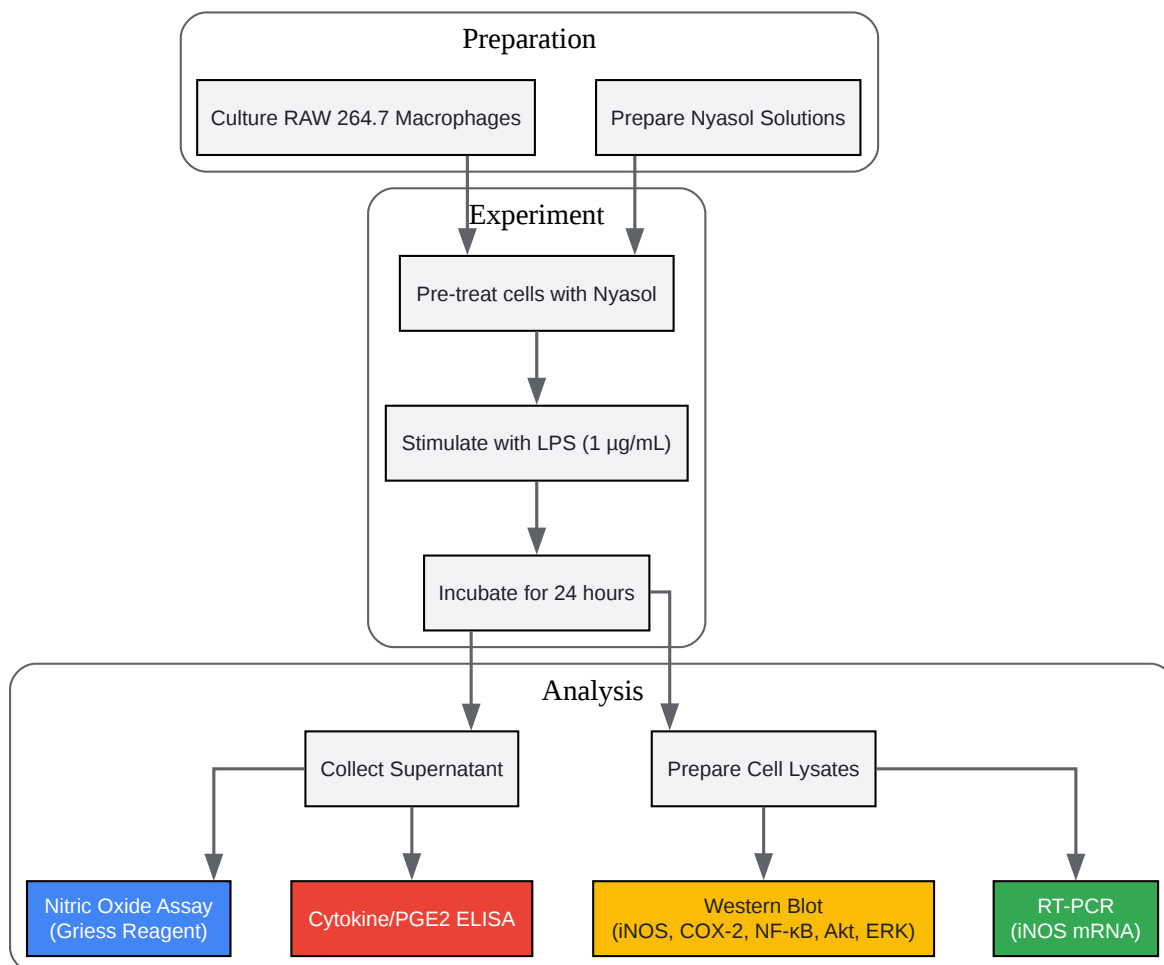 Preparation
Culture RAW 264.7 Macrophages
Prepare Nyasol Solutions
Experiment
Pre-treat cells with Nyasol
Stimulate with LPS (1 µg/mL)
Incubate for 24 hours
Analysis
Collect Supernatant
Prepare Cell Lysates
Nitric Oxide Assay
(Griess Reagent)
Cytokine/PGE2 ELISA
Western Blot
(iNOS, COX-2, NF-κB, Akt, ERK)
RT-PCR
(iNOS mRNA)